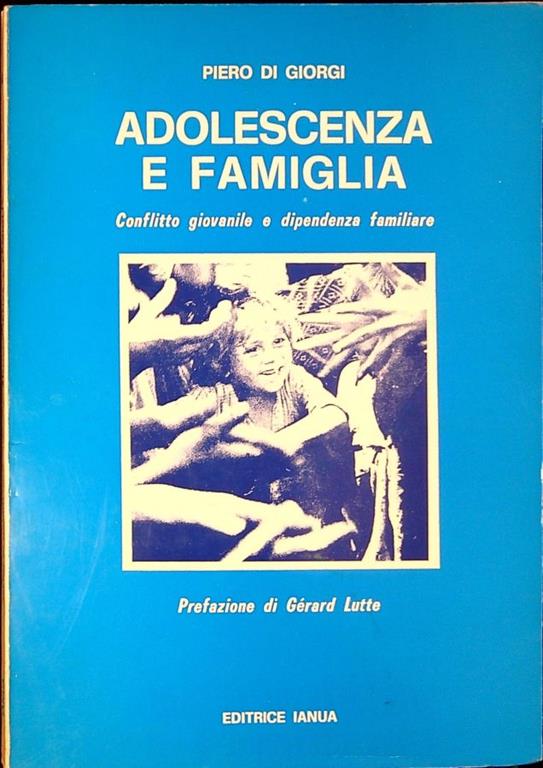 PIERO DI GIORGI
ADOLESCENZA
E FAMIGLIA
Conflitto giovanile e dipendenza familiare
Prefazione di Gérard Lutte
EDITRICE IANUA